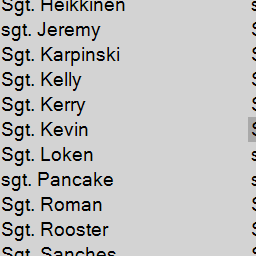 Sgt. Heikkinen
sgt. Jeremy
Sgt. Karpinski
Sgt. Kelly
Sgt. Kerry
Sgt. Kevin
Sgt. Loken
sgt. Pancake
Sgt. Roman
Sgt. Rooster
Sgt. Sanches